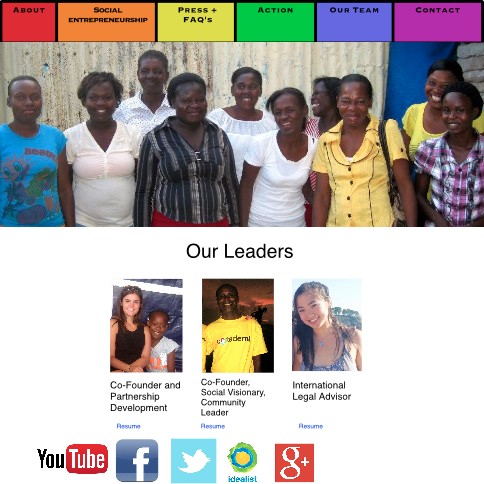 About
Social
entrepreneurship
Press +
FAQ's
Action
Our Team
Contact
Our Leaders
Co-Founder and
Partnership
Development
Co-Founder,
Social Visionary,
Community
Leader
International
Legal Advisor
Resume
Resume
Resume
YouTube
f
idealist
g+